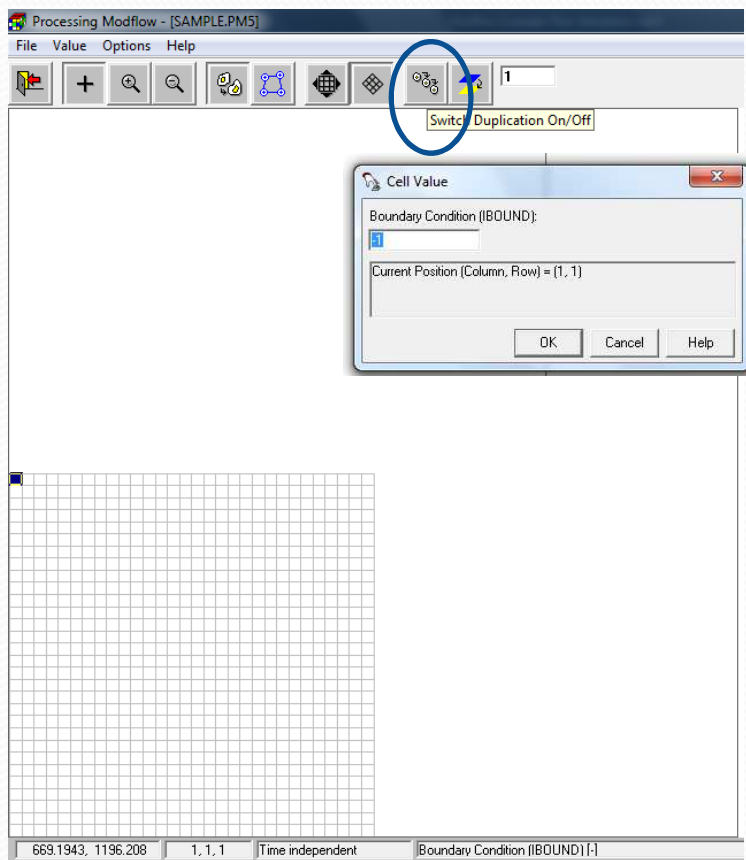 Processing Modflow - [SAMPLE.PM5]
File Value Options Help
1
Switch Duplication On/Off
Cell Value
Boundary Condition (IBOUND):
-1
Current Position (Column, Row) = (1, 1)
OK Cancel Help
669.1943, 1196.208 1, 1, 1 Time independent Boundary Condition (IBOUND) [-]